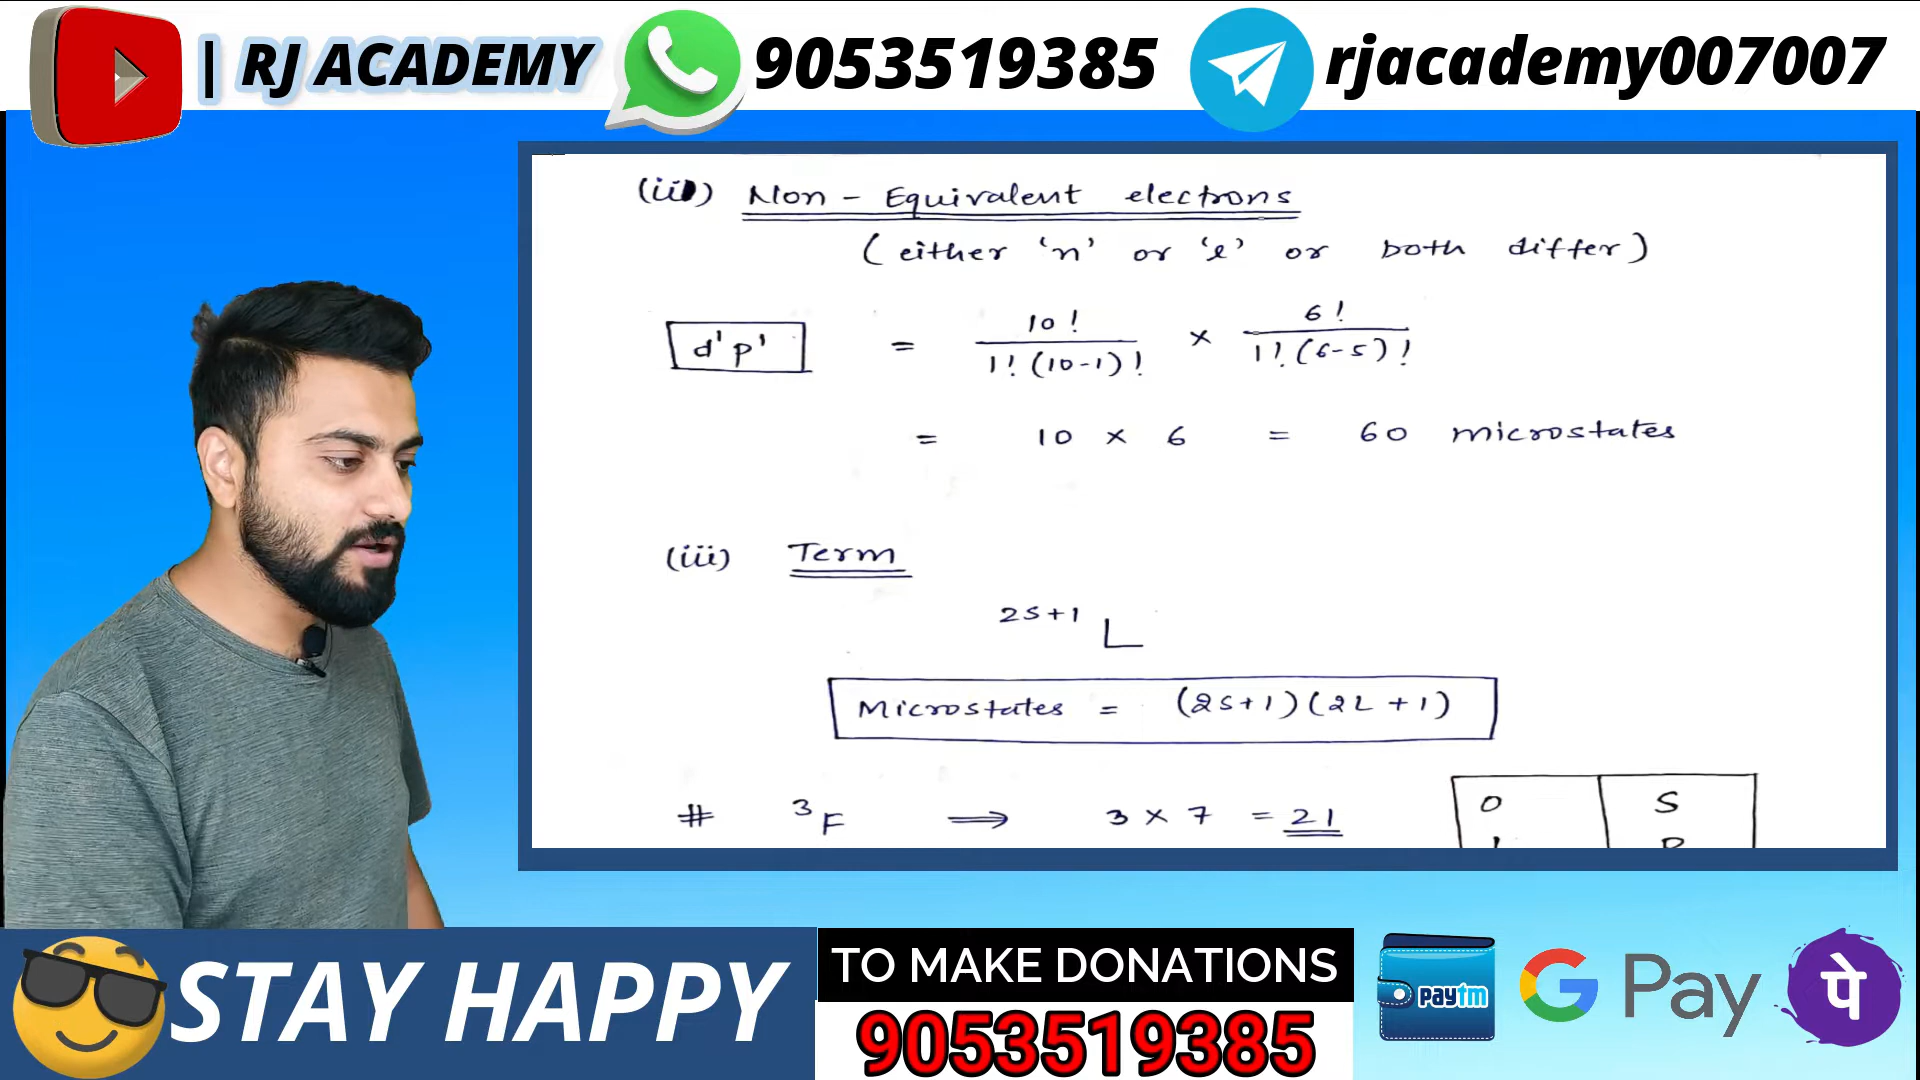 | RJ ACADEMY 9053519385 rjacademy007007
(ii) Non - Equivalent electrons
(either 'n' or 'l' or both differ)
d' p' = 10! / 1! (10-1)! × 6! / 1! (6-5)!
= 10 × 6 = 60 microstates
(iii) Term
2S+1 L
Microstates = (2S+1)(2L+1)
# ³F ⟹ 3 × 7 = 21
O S
STAY HAPPY
TO MAKE DONATIONS
9053519385
paytm G Pay पे